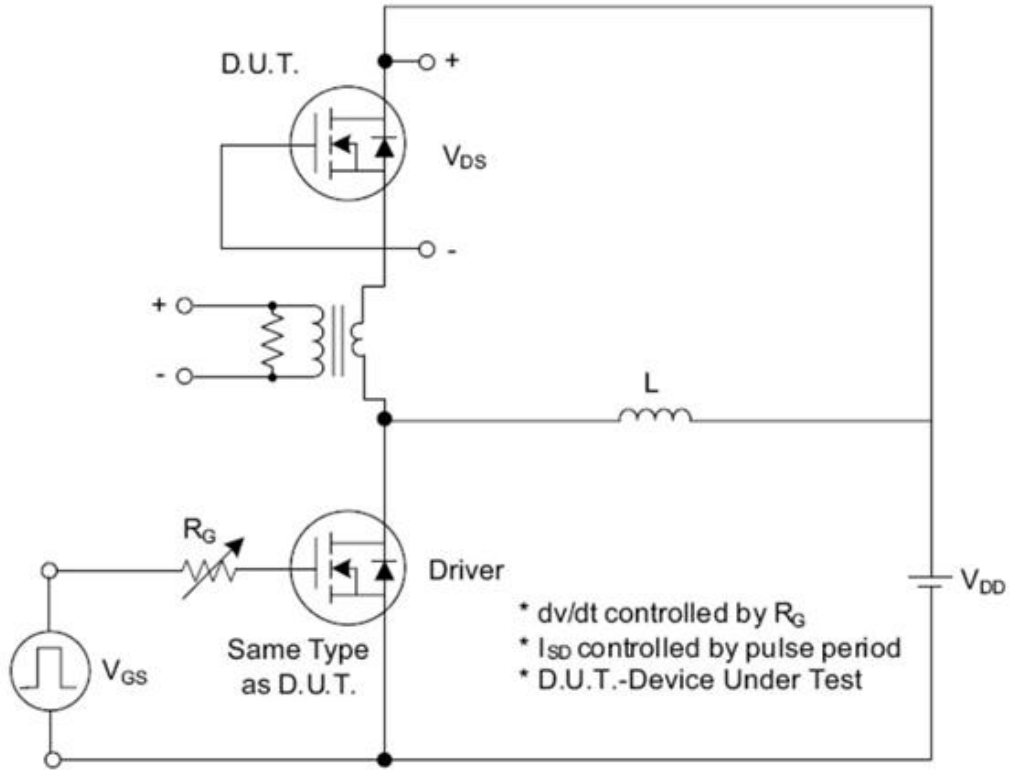 D.U.T.
+
VDS
-
+
-
L
RG
Driver
VDD
VGS
Same Type
as D.U.T.
* dv/dt controlled by RG
* ISD controlled by pulse period
* D.U.T.-Device Under Test